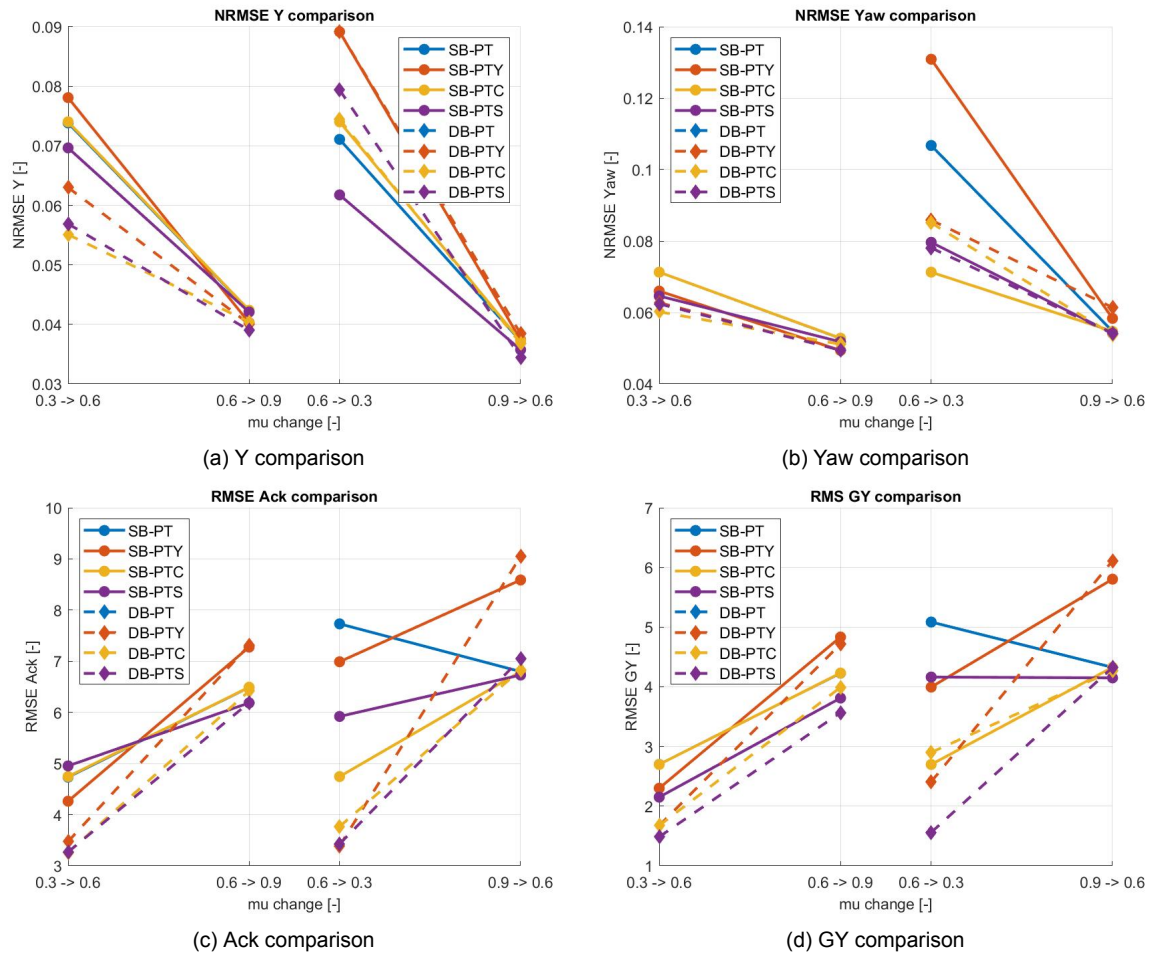 NRMSE Y comparison
0.09
0.08
0.07
0.06
0.05
0.04
0.03
NRMSE Y [-]
SB-PT
SB-PTY
SB-PTC
SB-PTS
DB-PT
DB-PTY
DB-PTC
DB-PTS
0.3 -> 0.6
0.6 -> 0.9
0.6 -> 0.3
0.9 -> 0.6
mu change [-]
(a) Y comparison
NRMSE Yaw comparison
0.14
0.12
0.1
0.08
0.06
0.04
NRMSE Yaw [-]
SB-PT
SB-PTY
SB-PTC
SB-PTS
DB-PT
DB-PTY
DB-PTC
DB-PTS
0.3 -> 0.6
0.6 -> 0.9
0.6 -> 0.3
0.9 -> 0.6
mu change [-]
(b) Yaw comparison
RMSE Ack comparison
10
9
8
7
6
5
4
3
RMSE Ack [-]
SB-PT
SB-PTY
SB-PTC
SB-PTS
DB-PT
DB-PTY
DB-PTC
DB-PTS
0.3 -> 0.6
0.6 -> 0.9
0.6 -> 0.3
0.9 -> 0.6
mu change [-]
(c) Ack comparison
RMS GY comparison
7
6
5
4
3
2
1
RMS GY [-]
SB-PT
SB-PTY
SB-PTC
SB-PTS
DB-PT
DB-PTY
DB-PTC
DB-PTS
0.3 -> 0.6
0.6 -> 0.9
0.6 -> 0.3
0.9 -> 0.6
mu change [-]
(d) GY comparison